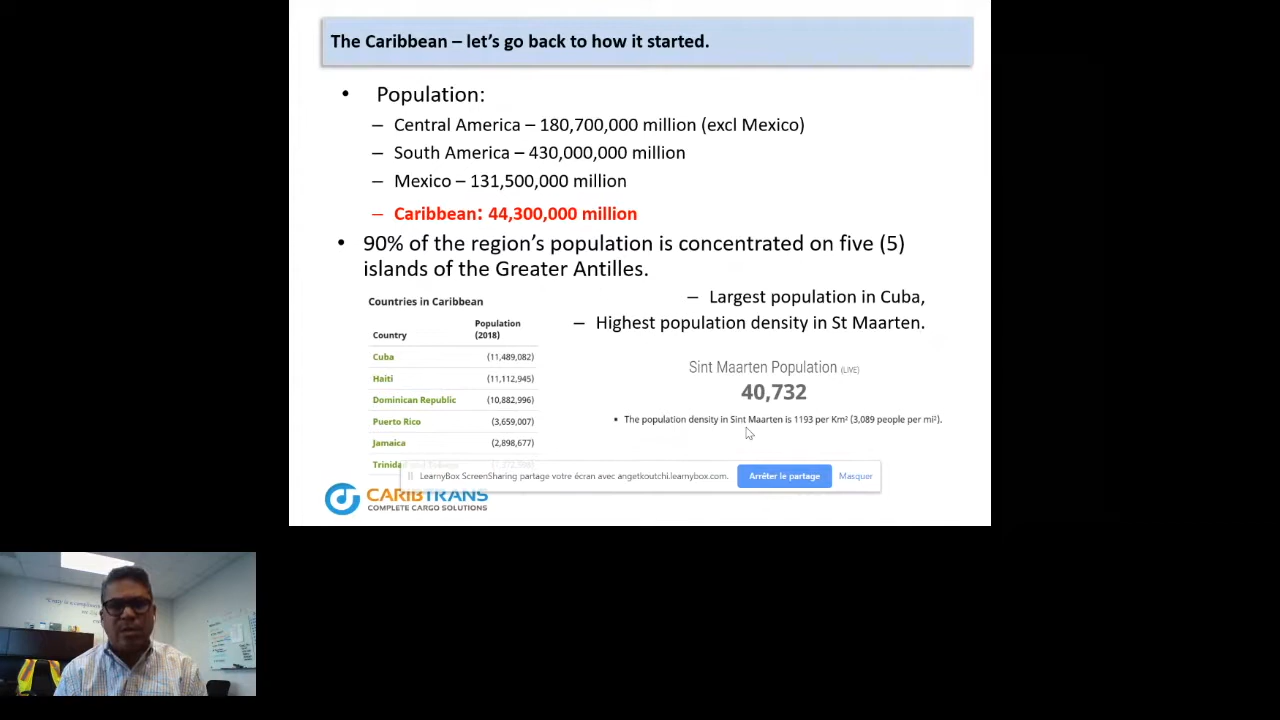 The Caribbean – let's go back to how it started.
• Population:
– Central America – 180,700,000 million (excl Mexico)
– South America – 430,000,000 million
– Mexico – 131,500,000 million
– Caribbean: 44,300,000 million
• 90% of the region's population is concentrated on five (5)
islands of the Greater Antilles.
– Largest population in Cuba,
– Highest population density in St Maarten.
Countries in Caribbean
Country Population (2018)
Cuba (11,489,082)
Haiti (11,112,945)
Dominican Republic (10,882,996)
Puerto Rico (3,659,007)
Jamaica (2,898,677)
Sint Maarten Population (LIVE)
40,732
• The population density in Sint Maarten is 1193 per Km² (3,089 people per mi²).
LearnyBox ScreenSharing partage votre écran avec angetkoutchi.learnybox.com. Arrêter le partage Masquer
CARIBTRANS
COMPLETE CARGO SOLUTIONS